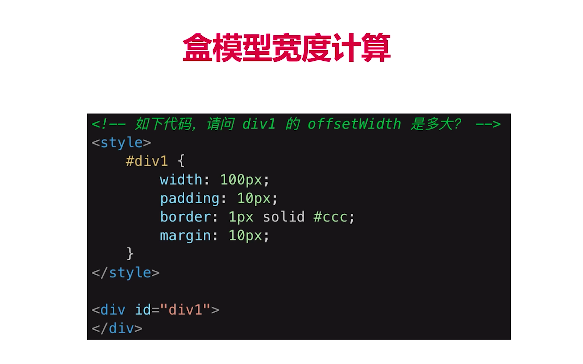 盒模型宽度计算
<!-- 如下代码，请问 div1 的 offsetWidth 是多大？ -->
<style>
#div1 {
width: 100px;
padding: 10px;
border: 1px solid #ccc;
margin: 10px;
}
</style>
<div id="div1">
</div>